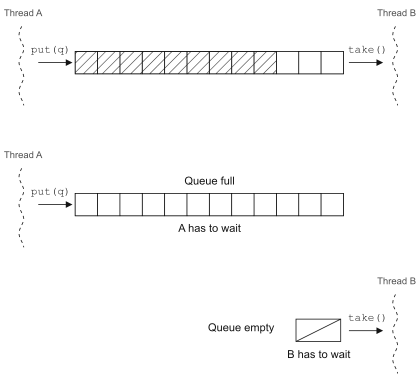 Thread A
Thread B
put(q)
take()
Thread A
put(q)
Queue full
A has to wait
Thread B
take()
Queue empty
B has to wait